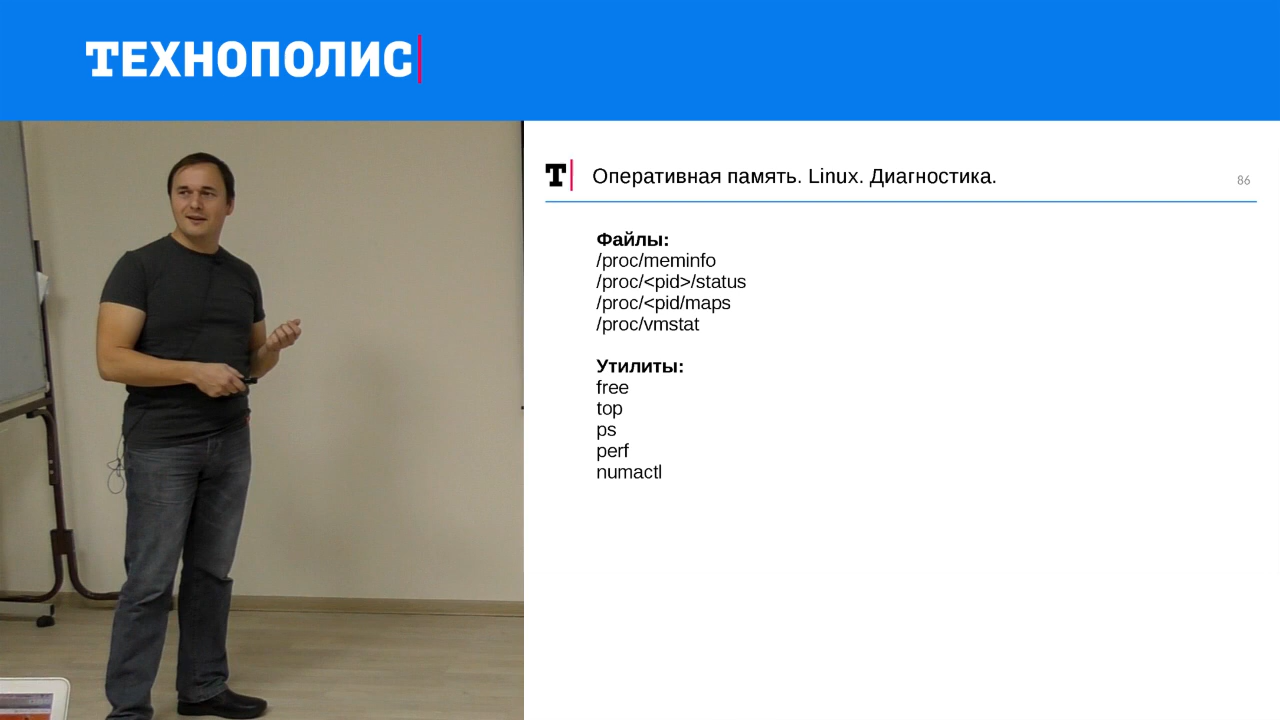 ТЕХНОПОЛИС
Т Оперативная память. Linux. Диагностика. 86
Файлы:
/proc/meminfo
/proc/<pid>/status
/proc/<pid/maps
/proc/vmstat
Утилиты:
free
top
ps
perf
numactl